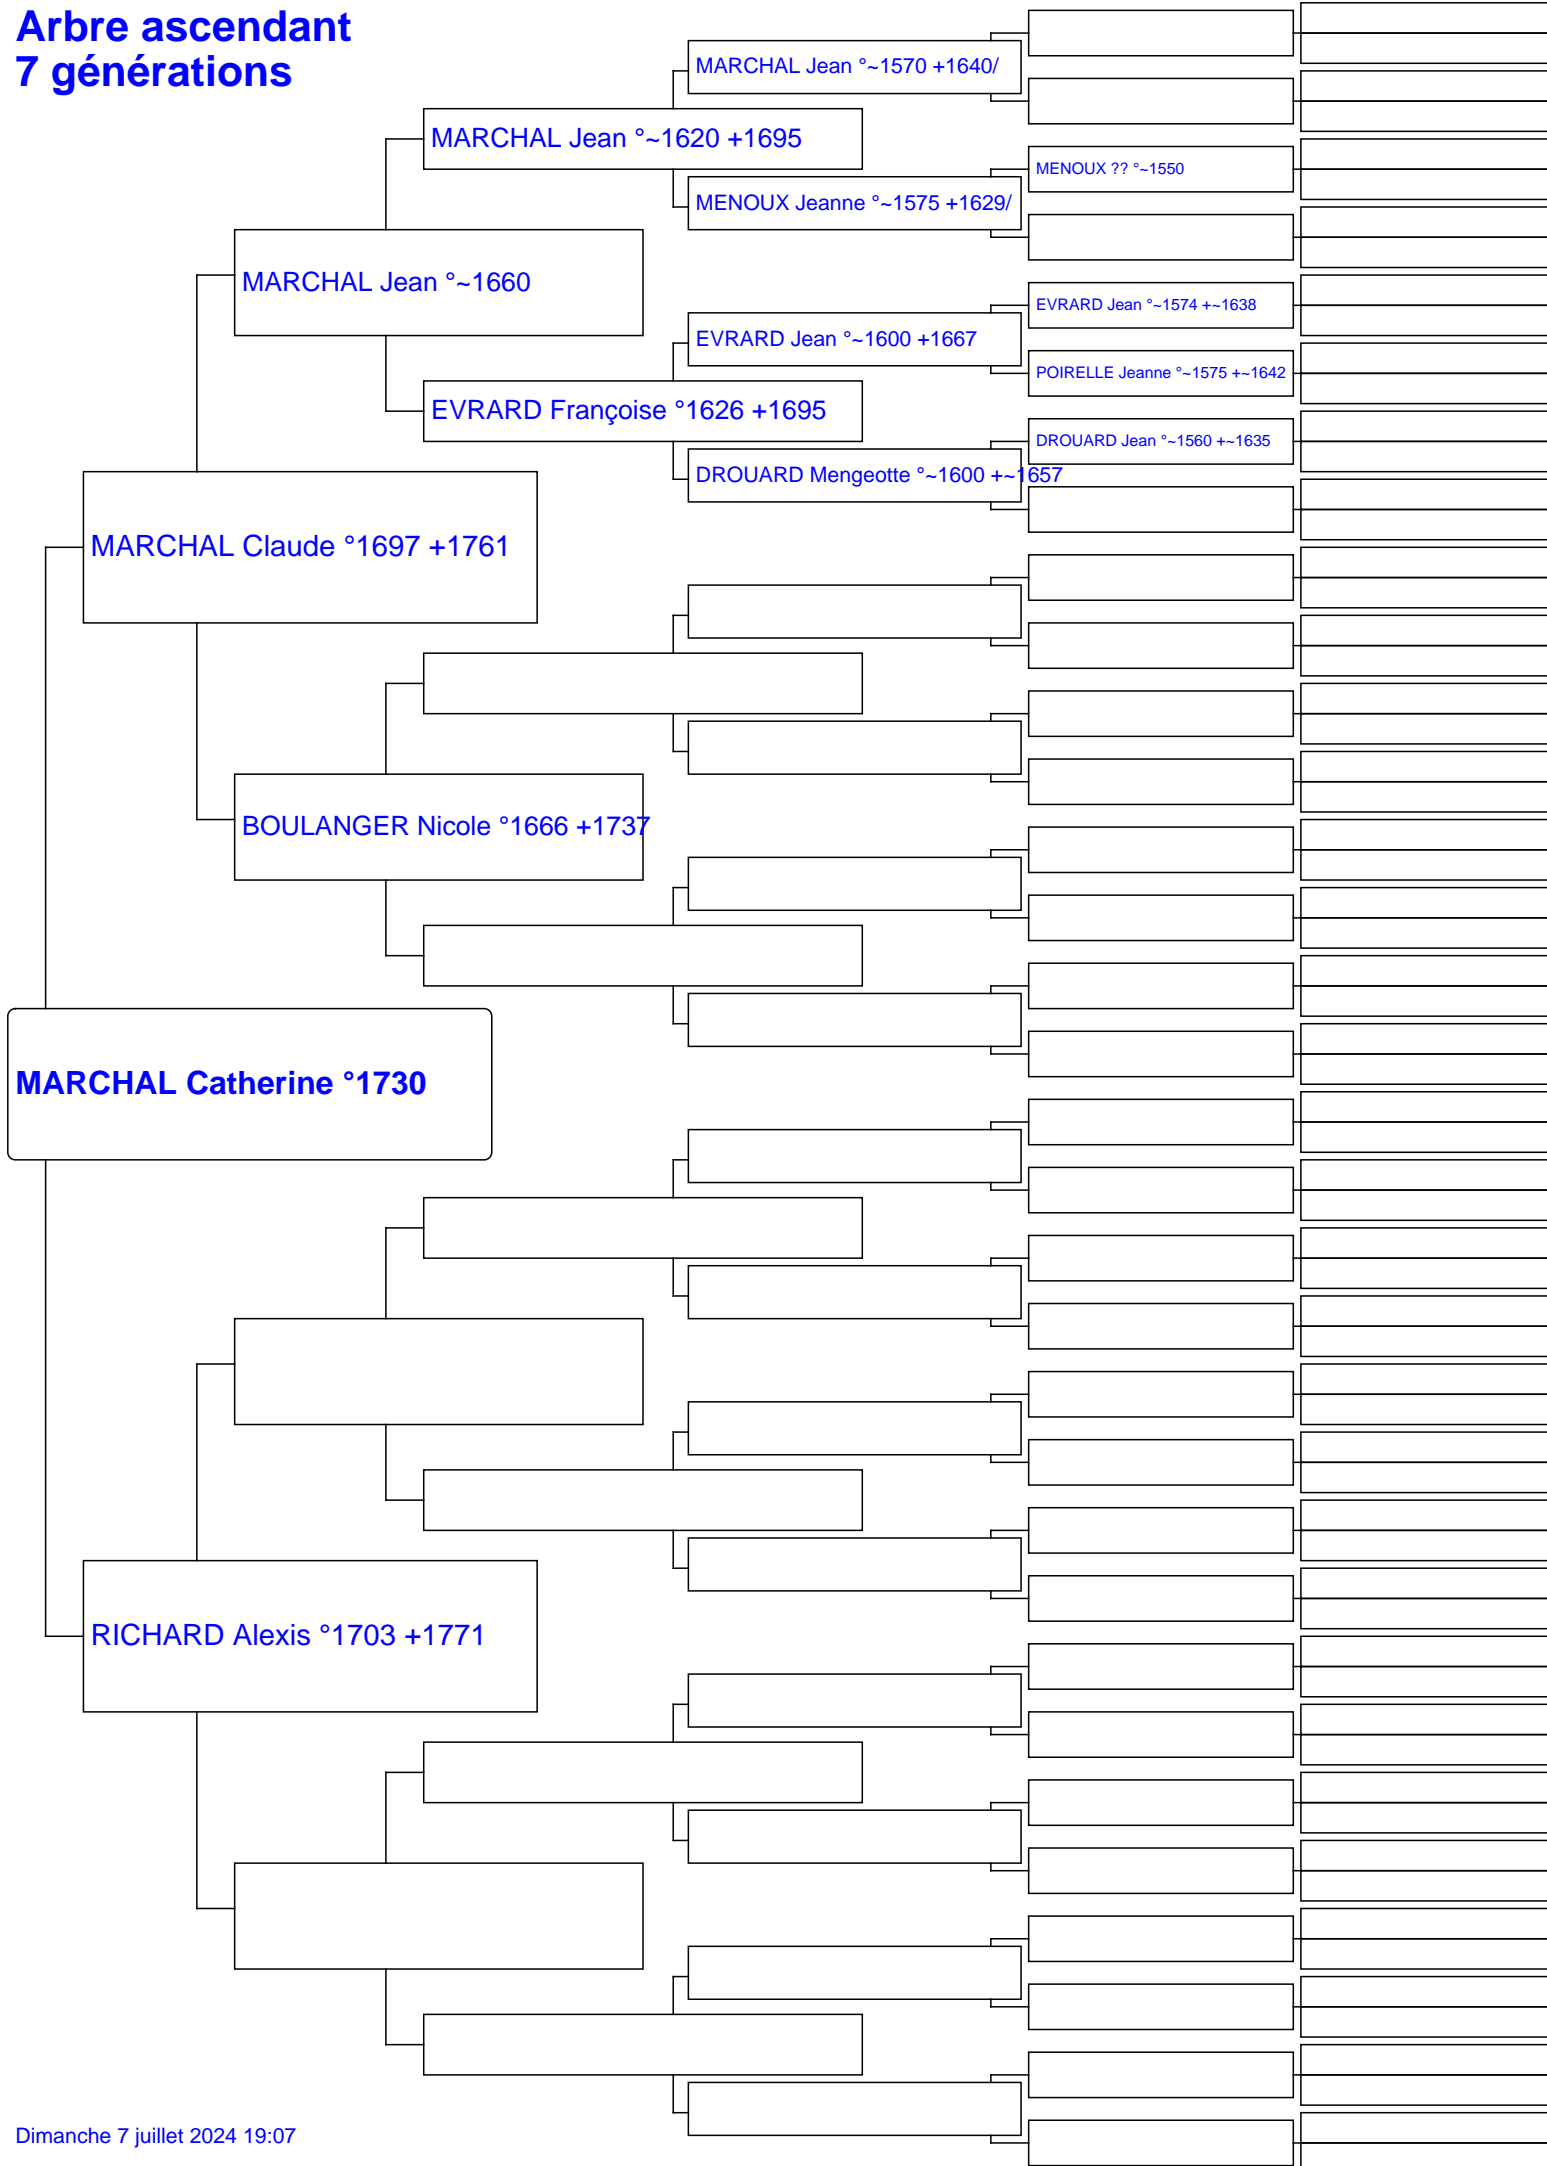 Arbre ascendant
7 générations
MARCHAL Jean °~1570 +1640/
MARCHAL Jean °~1620 +1695
MENOUX ?? °~1550
MENOUX Jeanne °~1575 +1629/
MARCHAL Jean °~1660
EVRARD Jean °~1574 +~1638
EVRARD Jean °~1600 +1667
POIRELLE Jeanne °~1575 +~1642
EVRARD Françoise °1626 +1695
DROUARD Jean °~1560 +~1635
DROUARD Mengeotte °~1600 +~1657
MARCHAL Claude °1697 +1761
BOULANGER Nicole °1666 +1737
MARCHAL Catherine °1730
RICHARD Alexis °1703 +1771
Dimanche 7 juillet 2024 19:07